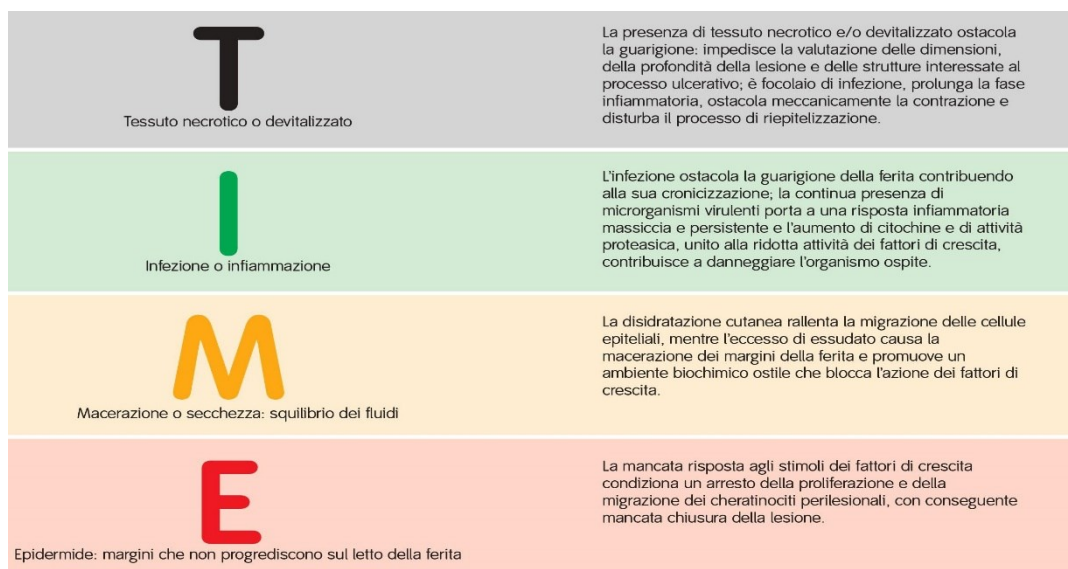 T
Tessuto necrotico o devitalizzato
La presenza di tessuto necrotico e/o devitalizzato ostacola
la guarigione: impedisce la valutazione delle dimensioni,
della profondità della lesione e delle strutture interessate al
processo ulcerativo; è focolaio di infezione, prolunga la fase
infiammatoria, ostacola meccanicamente la contrazione e
disturba il processo di riepitelizzazione.
I
Infezione o infiammazione
L'infezione ostacola la guarigione della ferita contribuendo
alla sua cronicizzazione; la continua presenza di
microrganismi virulenti porta a una risposta infiammatoria
massiccia e persistente e l'aumento di citochine e di attività
proteasica, unito alla ridotta attività dei fattori di crescita,
contribuisce a danneggiare l'organismo ospite.
M
Macerazione o secchezza: squilibrio dei fluidi
La disidratazione cutanea rallenta la migrazione delle cellule
epiteliali, mentre l'eccesso di essudato causa la
macerazione dei margini della ferita e promuove un
ambiente biochimico ostile che blocca l'azione dei fattori di
crescita.
E
Epidermide: margini che non progrediscono sul letto della ferita
La mancata risposta agli stimoli dei fattori di crescita
condiziona un arresto della proliferazione e della
migrazione dei cheratinociti perilesionali, con conseguente
mancata chiusura della lesione.